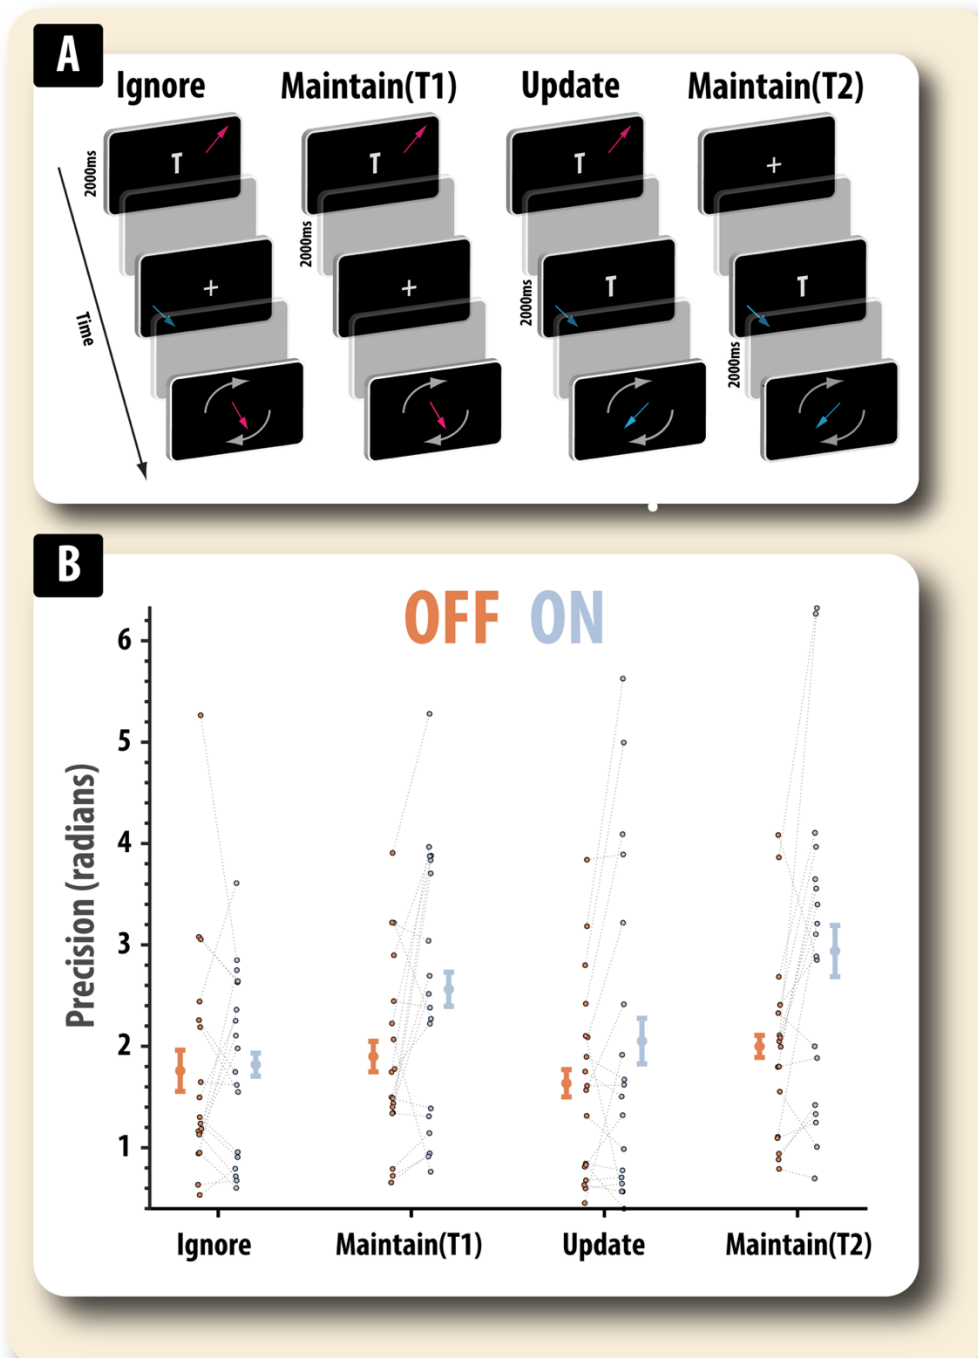 A
Ignore Maintain(T1) Update Maintain(T2)
2000ms
T T T +
2000ms
2000ms
+ + T T
2000ms
Time
B
OFF ON
Precision (radians)
6
5
4
3
2
1
Ignore Maintain(T1) Update Maintain(T2)